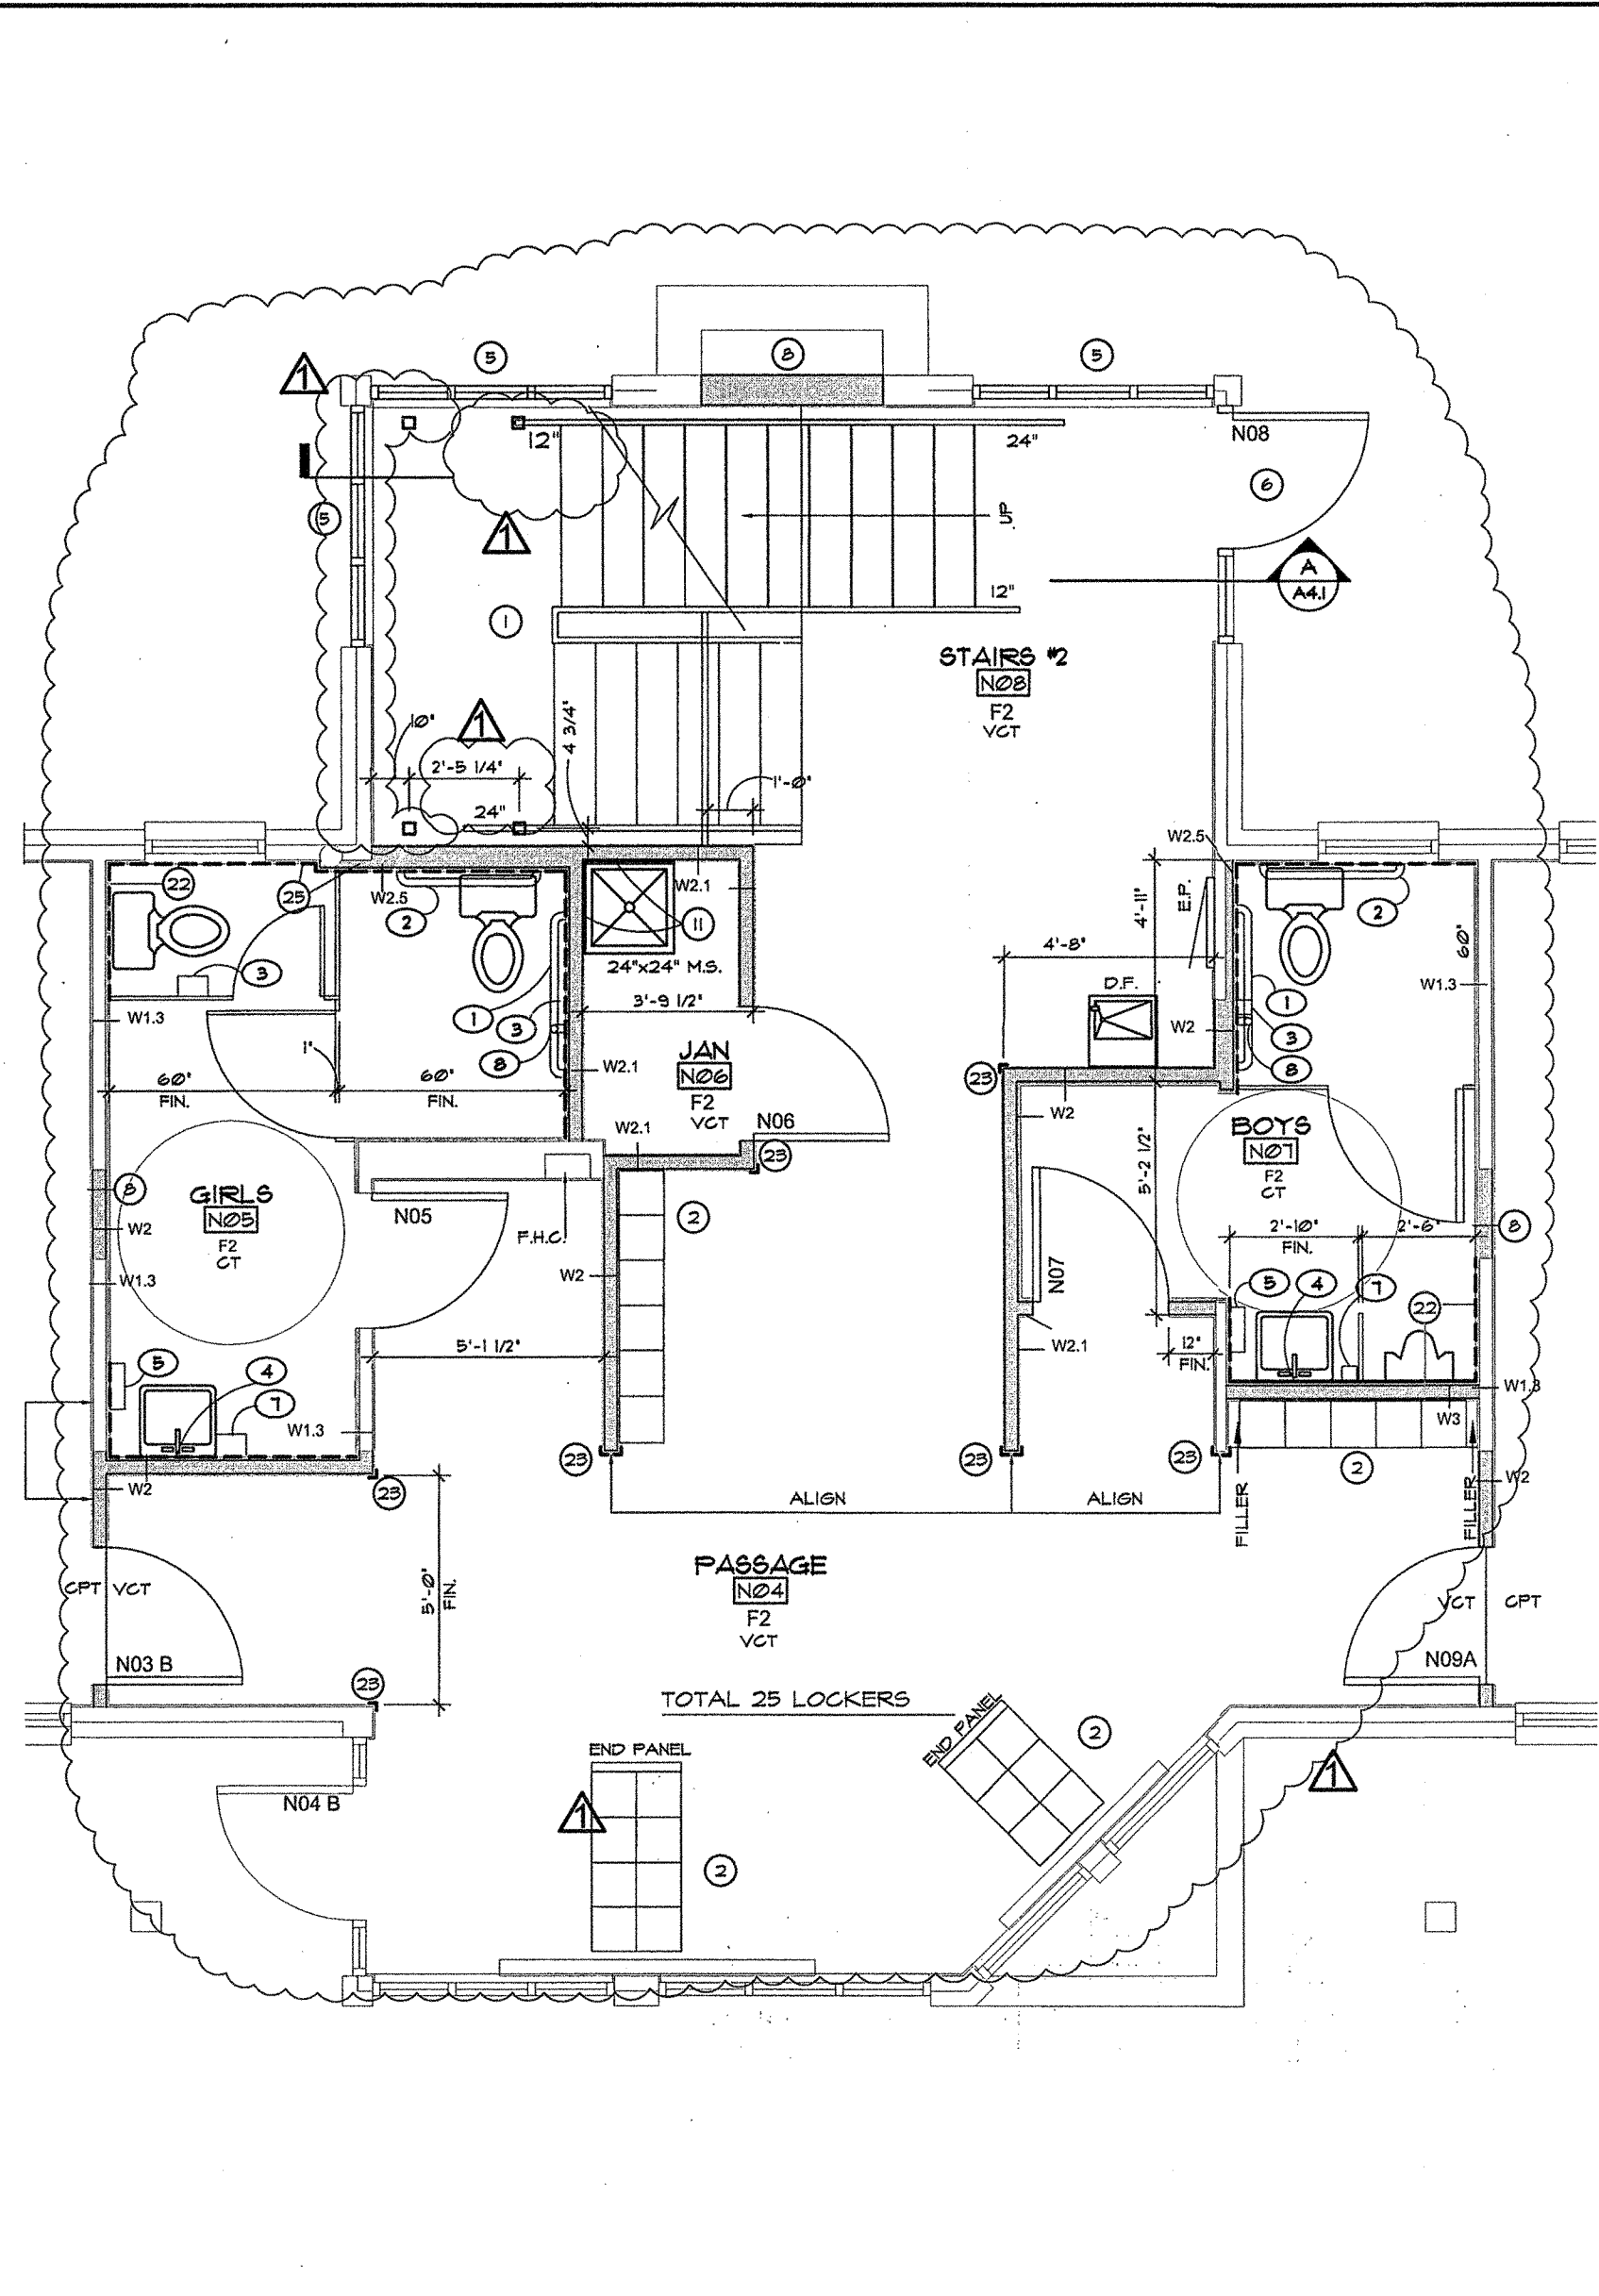 5
8
5
1
12"
24"
N08
6
5
1
UP
A
A4.1
1
12"
STAIRS #2
N08
F2
VCT
1
10"
2'-5 1/4"
4 3/4"
1'-0"
24"
W2.5
22
25
W2.5
2
W2.1
11
24"x24" M.S.
3
3'-9 1/2"
4'-8"
4'-11"
E.P.
D.F.
2
60"
W1.3
1
3
8
W2
W1.3
1"
1
3
8
W2.1
JAN
N06
F2
VCT
23
W2
60"
FIN.
60"
FIN.
W2.1
N06
23
BOYS
N07
F2
CT
5'-2 1/2"
8
GIRLS
N05
F2
CT
N05
F.H.C.
2
W2
W1.3
W2
N07
2'-10"
FIN.
2'-6"
8
5
4
7
22
W2.1
12"
FIN.
5'-1 1/2"
5
4
7
W1.3
W1.3
W3
W2
23
23
23
23
2
W2
FILLER
FILLER
ALIGN
ALIGN
PASSAGE
N04
F2
VCT
5'-0"
FIN.
CPT
VCT
VCT
CPT
N03 B
N09A
23
TOTAL 25 LOCKERS
END PANEL
2
END PANEL
1
N04 B
1
2